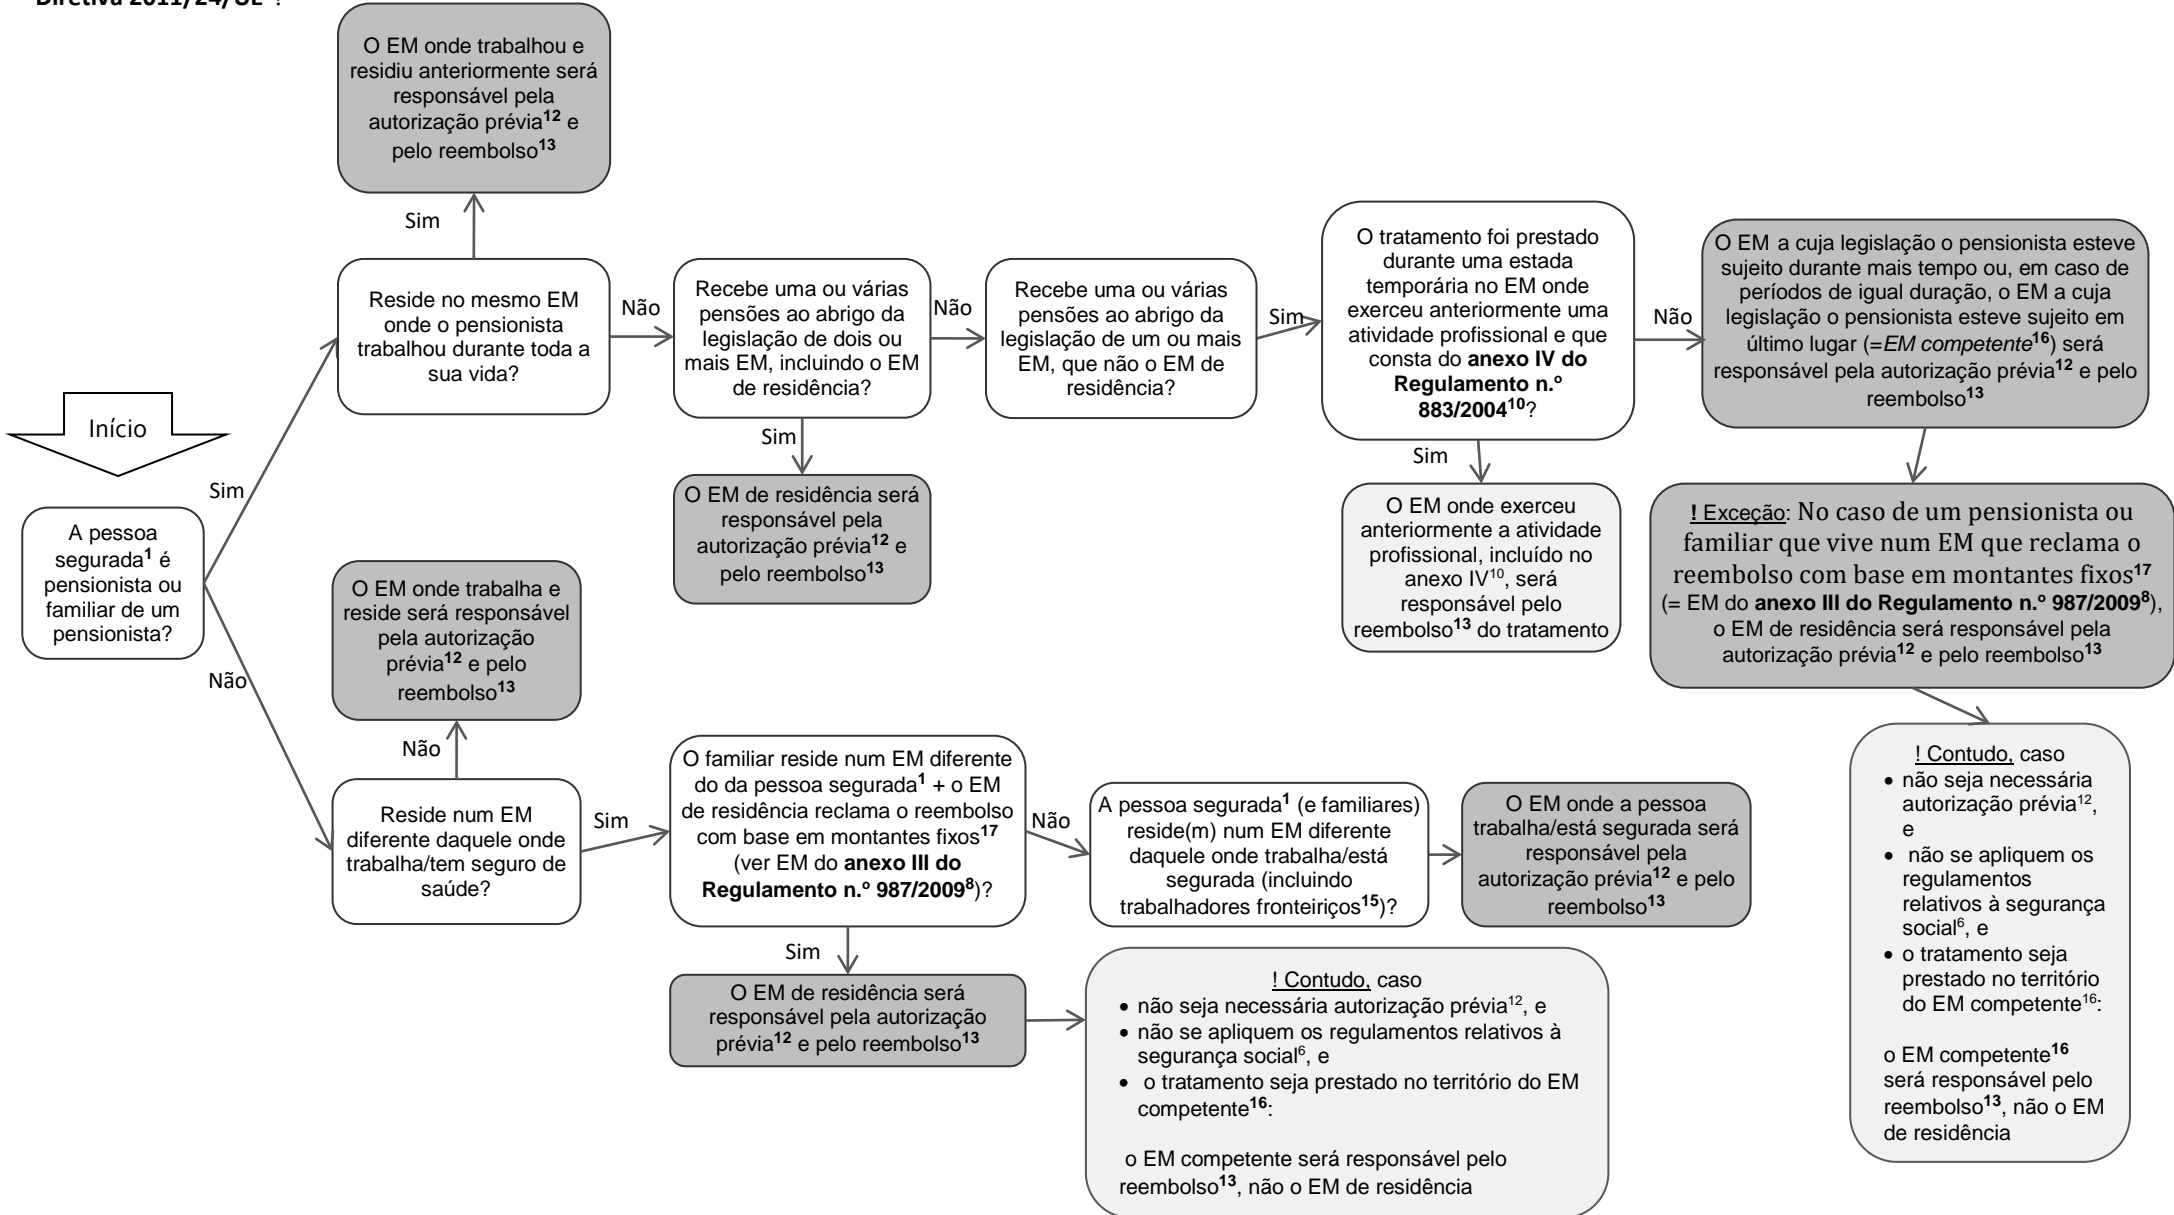 Diretiva 2011/24/UE ?
O EM onde trabalhou e
residiu anteriormente será
responsável pela
autorização prévia12 e
pelo reembolso13
Sim
Reside no mesmo EM
onde o pensionista
trabalhou durante toda a
sua vida?
Não
Recebe uma ou várias
pensões ao abrigo da
legislação de dois ou
mais EM, incluindo o EM
de residência?
Não
Recebe uma ou várias
pensões ao abrigo da
legislação de um ou mais
EM, que não o EM de
residência?
Sim
O tratamento foi prestado
durante uma estada
temporária no EM onde
exerceu anteriormente uma
atividade profissional e que
consta do anexo IV do
Regulamento n.º
883/200410?
Não
O EM a cuja legislação o pensionista esteve
sujeito durante mais tempo ou, em caso de
períodos de igual duração, o EM a cuja
legislação o pensionista esteve sujeito em
último lugar (=EM competente16) será
responsável pela autorização prévia12 e pelo
reembolso13
Início
Sim
A pessoa
segurada1 é
pensionista ou
familiar de um
pensionista?
Não
Sim
O EM de residência será
responsável pela
autorização prévia12 e
pelo reembolso13
Sim
O EM onde exerceu
anteriormente a atividade
profissional, incluído no
anexo IV10, será
responsável pelo
reembolso13 do tratamento
! Exceção: No caso de um pensionista ou
familiar que vive num EM que reclama o
reembolso com base em montantes fixos17
(= EM do anexo III do Regulamento n.º 987/20098),
o EM de residência será responsável pela
autorização prévia12 e pelo reembolso13
O EM onde trabalha e
reside será responsável
pela autorização
prévia12 e pelo
reembolso13
Não
Reside num EM
diferente daquele onde
trabalha/tem seguro de
saúde?
Sim
O familiar reside num EM diferente
do da pessoa segurada1 + o EM
de residência reclama o reembolso
com base em montantes fixos17
(ver EM do anexo III do
Regulamento n.º 987/20098)?
Não
A pessoa segurada1 (e familiares)
reside(m) num EM diferente
daquele onde trabalha/está
segurada (incluindo
trabalhadores fronteiriços15)?
O EM onde a pessoa
trabalha/está segurada será
responsável pela
autorização prévia12 e pelo
reembolso13
Sim
O EM de residência será
responsável pela autorização
prévia12 e pelo reembolso13
! Contudo, caso
• não seja necessária autorização prévia12, e
• não se apliquem os regulamentos relativos à
segurança social6, e
• o tratamento seja prestado no território do EM
competente16:
o EM competente será responsável pelo
reembolso13, não o EM de residência
! Contudo, caso
• não seja necessária
autorização prévia12,
e
• não se apliquem os
regulamentos
relativos à segurança
social6, e
• o tratamento seja
prestado no território
do EM competente16:
o EM competente16
será responsável pelo
reembolso13, não o EM
de residência